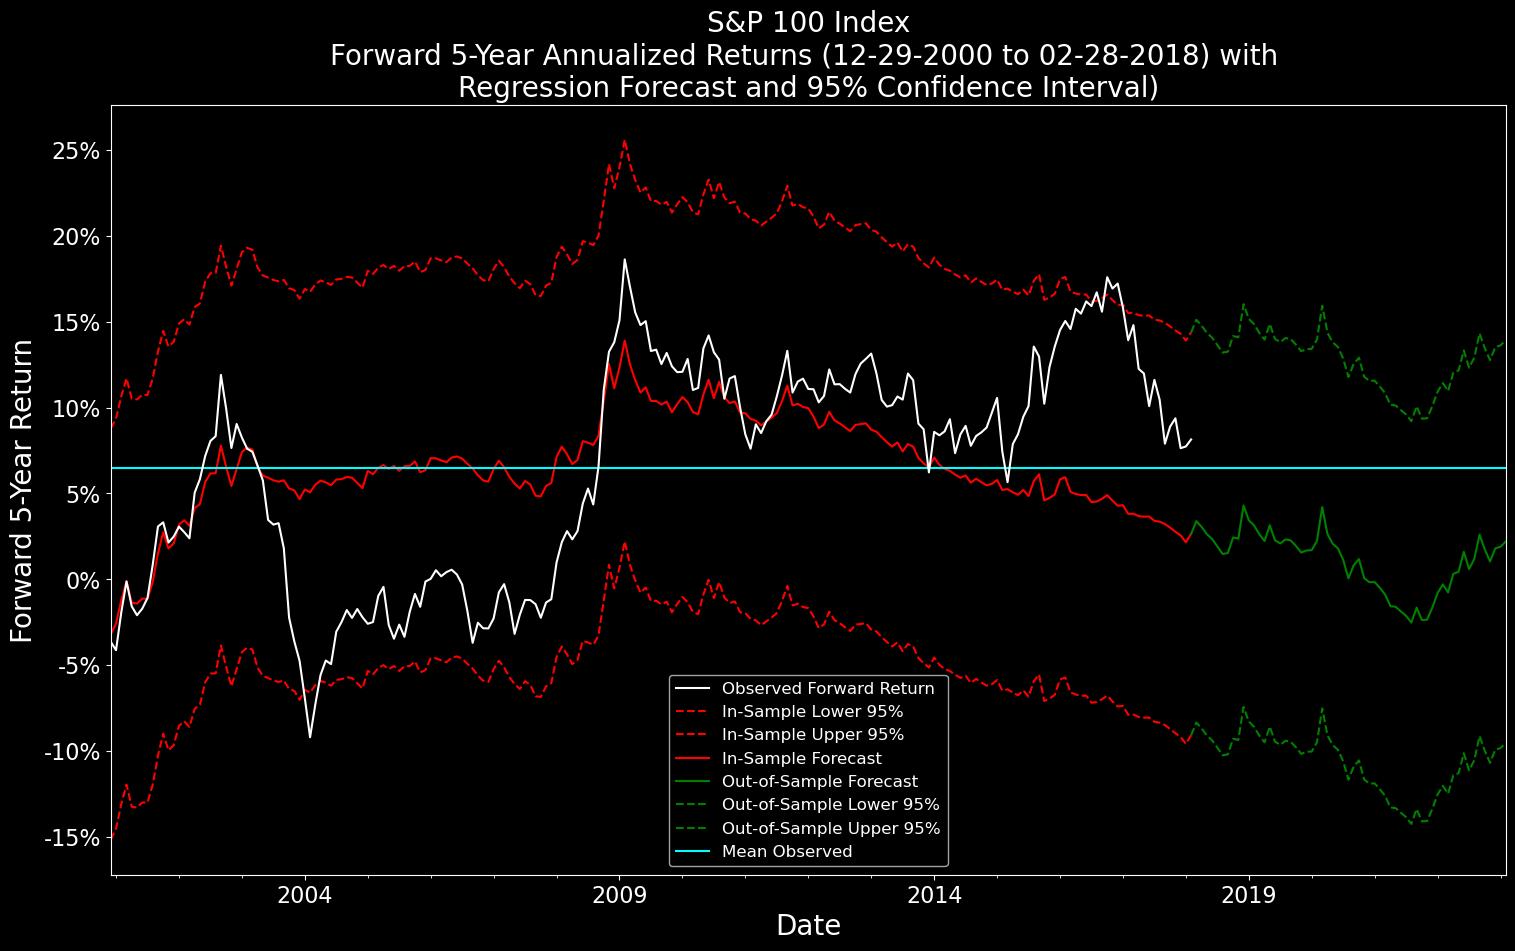 S&P 100 Index
Forward 5-Year Annualized Returns (12-29-2000 to 02-28-2018) with
Regression Forecast and 95% Confidence Interval)
Forward 5-Year Return
25%
20%
15%
10%
5%
0%
-5%
-10%
-15%
Observed Forward Return
In-Sample Lower 95%
In-Sample Upper 95%
In-Sample Forecast
Out-of-Sample Forecast
Out-of-Sample Lower 95%
Out-of-Sample Upper 95%
Mean Observed
2004 2009 2014 2019
Date